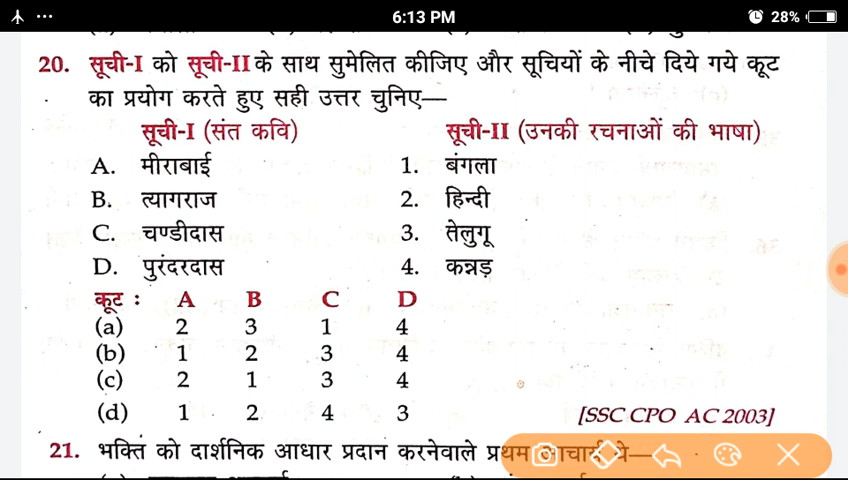 6:13 PM
28%
20. सूची-I को सूची-II के साथ सुमेलित कीजिए और सूचियों के नीचे दिये गये कूट
का प्रयोग करते हुए सही उत्तर चुनिए—
सूची-I (संत कवि) सूची-II (उनकी रचनाओं की भाषा)
A. मीराबाई 1. बंगला
B. त्यागराज 2. हिन्दी
C. चण्डीदास 3. तेलुगू
D. पुरंदरदास 4. कन्नड़
कूट : A B C D
(a) 2 3 1 4
(b) 1 2 3 4
(c) 2 1 3 4
(d) 1 2 4 3 [SSC CPO AC 2003]
21. भक्ति को दार्शनिक आधार प्रदान करनेवाले प्रथम आचार्य थे—